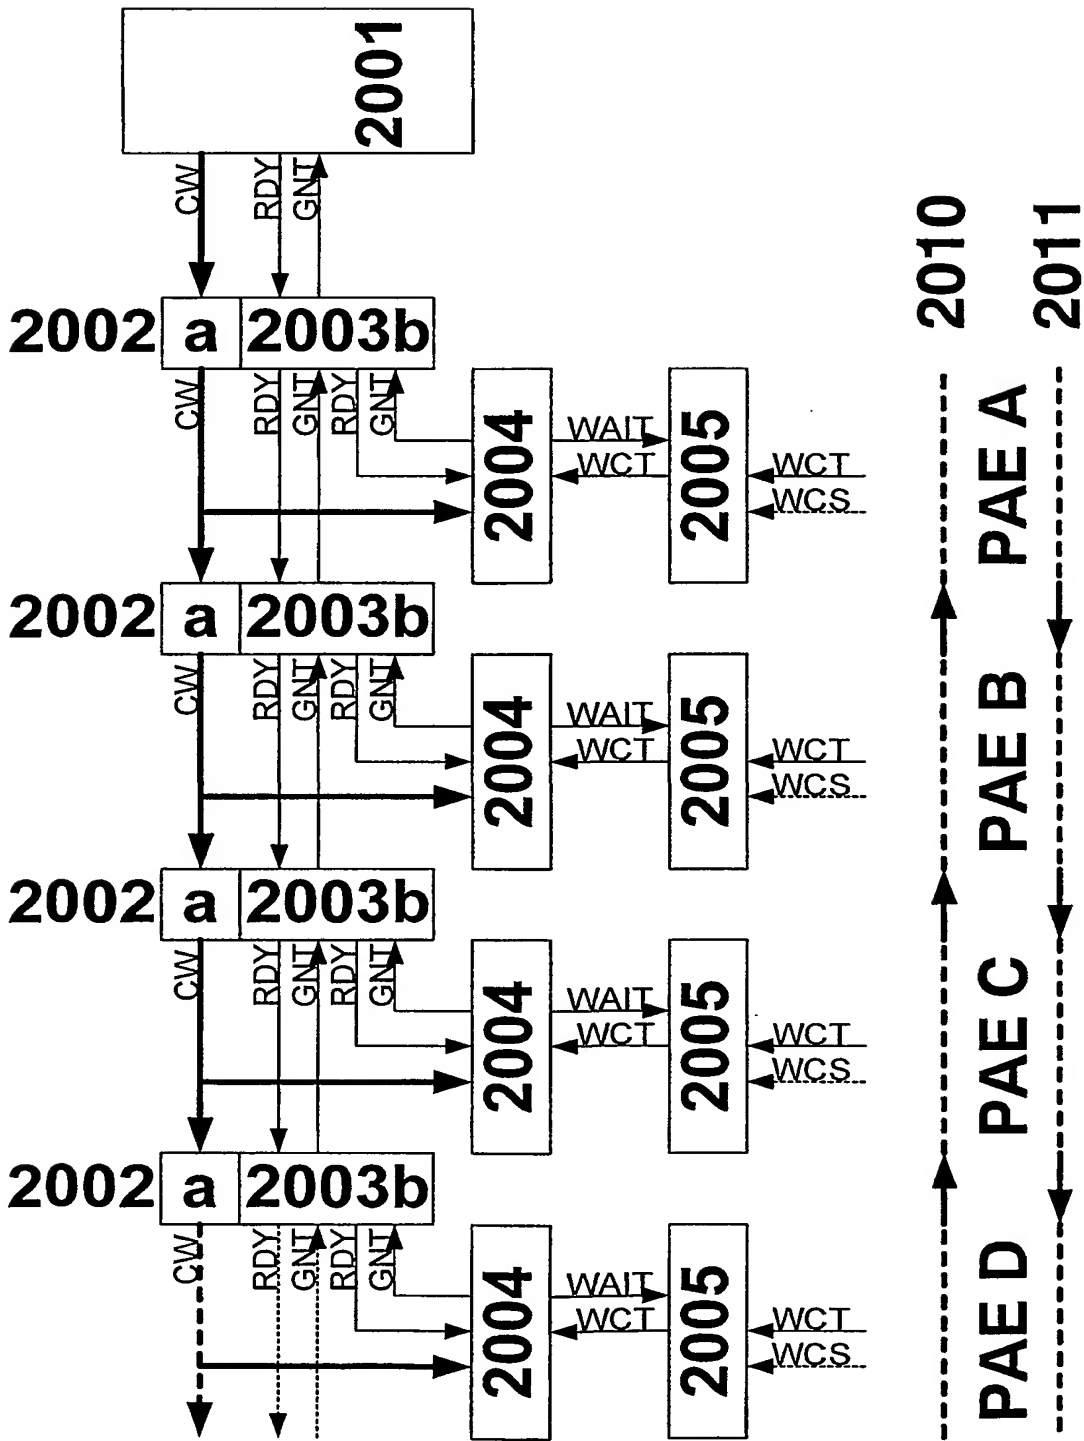 2001
CW
RDY
GNT
2002 a 2003b
CW
RDY
GNT
RDY
GNT
2004
WAIT
WCT
2005
WCT
WCS
2002 a 2003b
CW
RDY
GNT
RDY
GNT
2004
WAIT
WCT
2005
WCT
WCS
2002 a 2003b
CW
RDY
GNT
RDY
GNT
2004
WAIT
WCT
2005
WCT
WCS
2002 a 2003b
CW
RDY
GNT
RDY
GNT
2004
WAIT
WCT
2005
WCT
WCS
2010
PAE D PAE C PAE B PAE A
2011